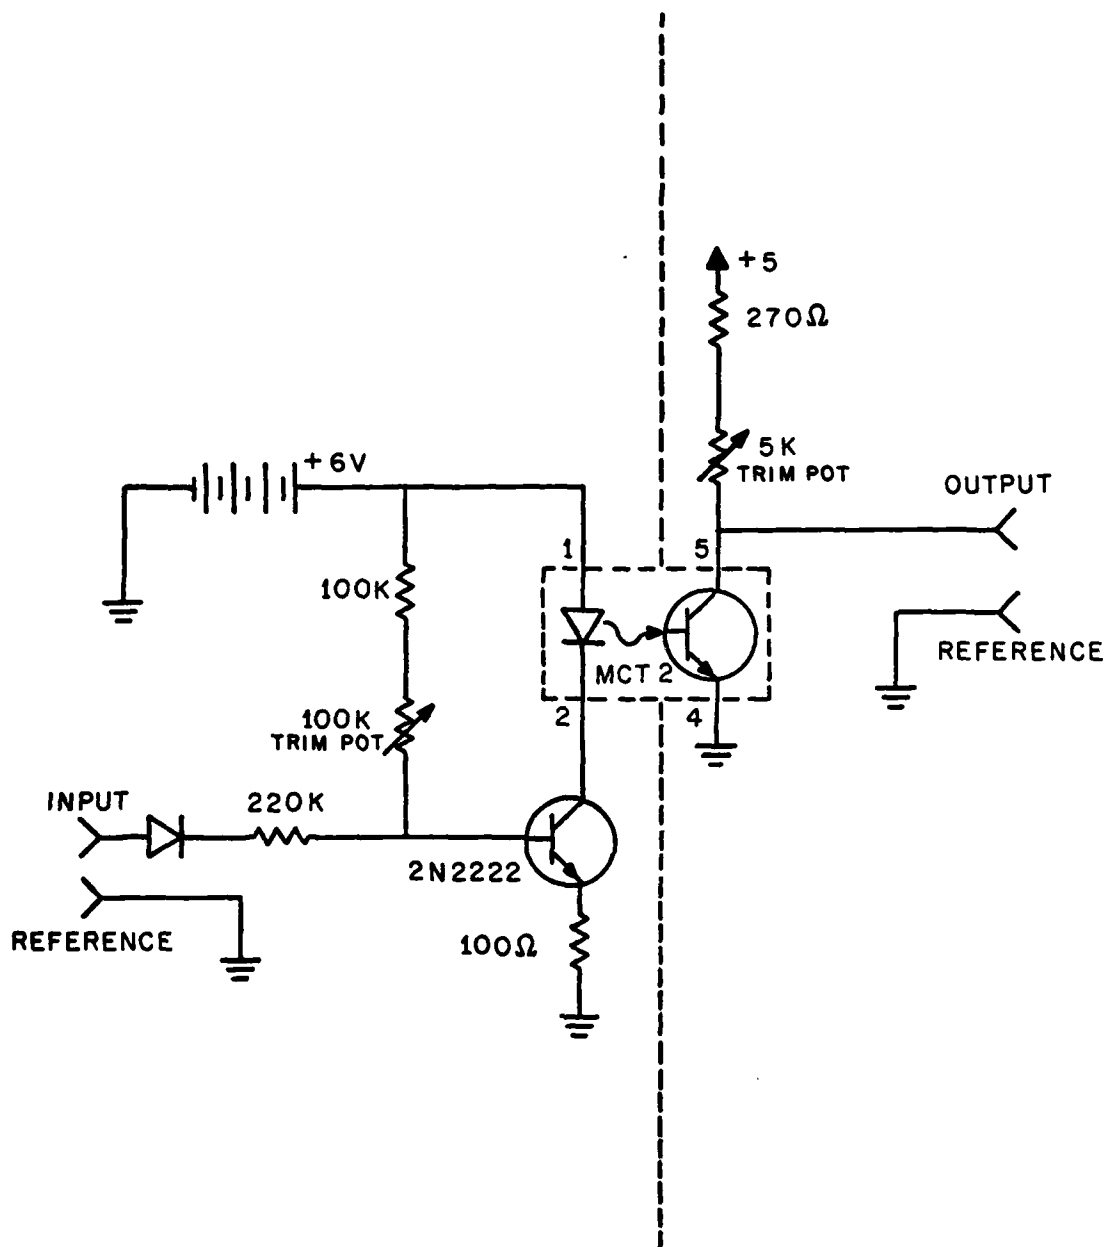 +5
270Ω
5K
TRIM POT
+6V
OUTPUT
1
5
100K
REFERENCE
MCT 2
2
4
100K
TRIM POT
INPUT
220K
2N2222
REFERENCE
100Ω